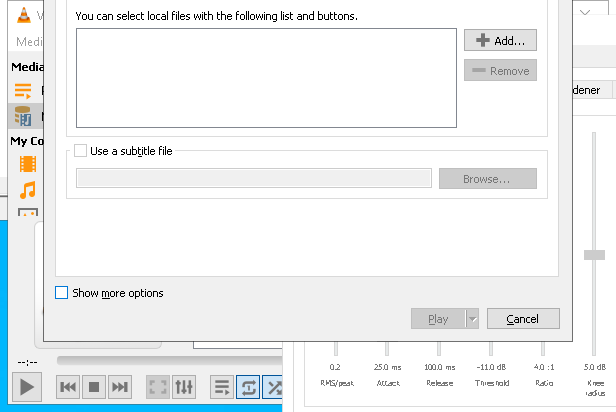 You can select local files with the following list and buttons.
Add...
Remove
Use a subtitle file
Browse...
Show more options
Play
Cancel
Medi
Media
My Co
dener
--:--
0.2
25.0 ms
100.0 ms
-11.0 dB
4.0 :1
5.0 dB
RMS/peak
Attack
Release
Threshold
Ratio
Knee
radius